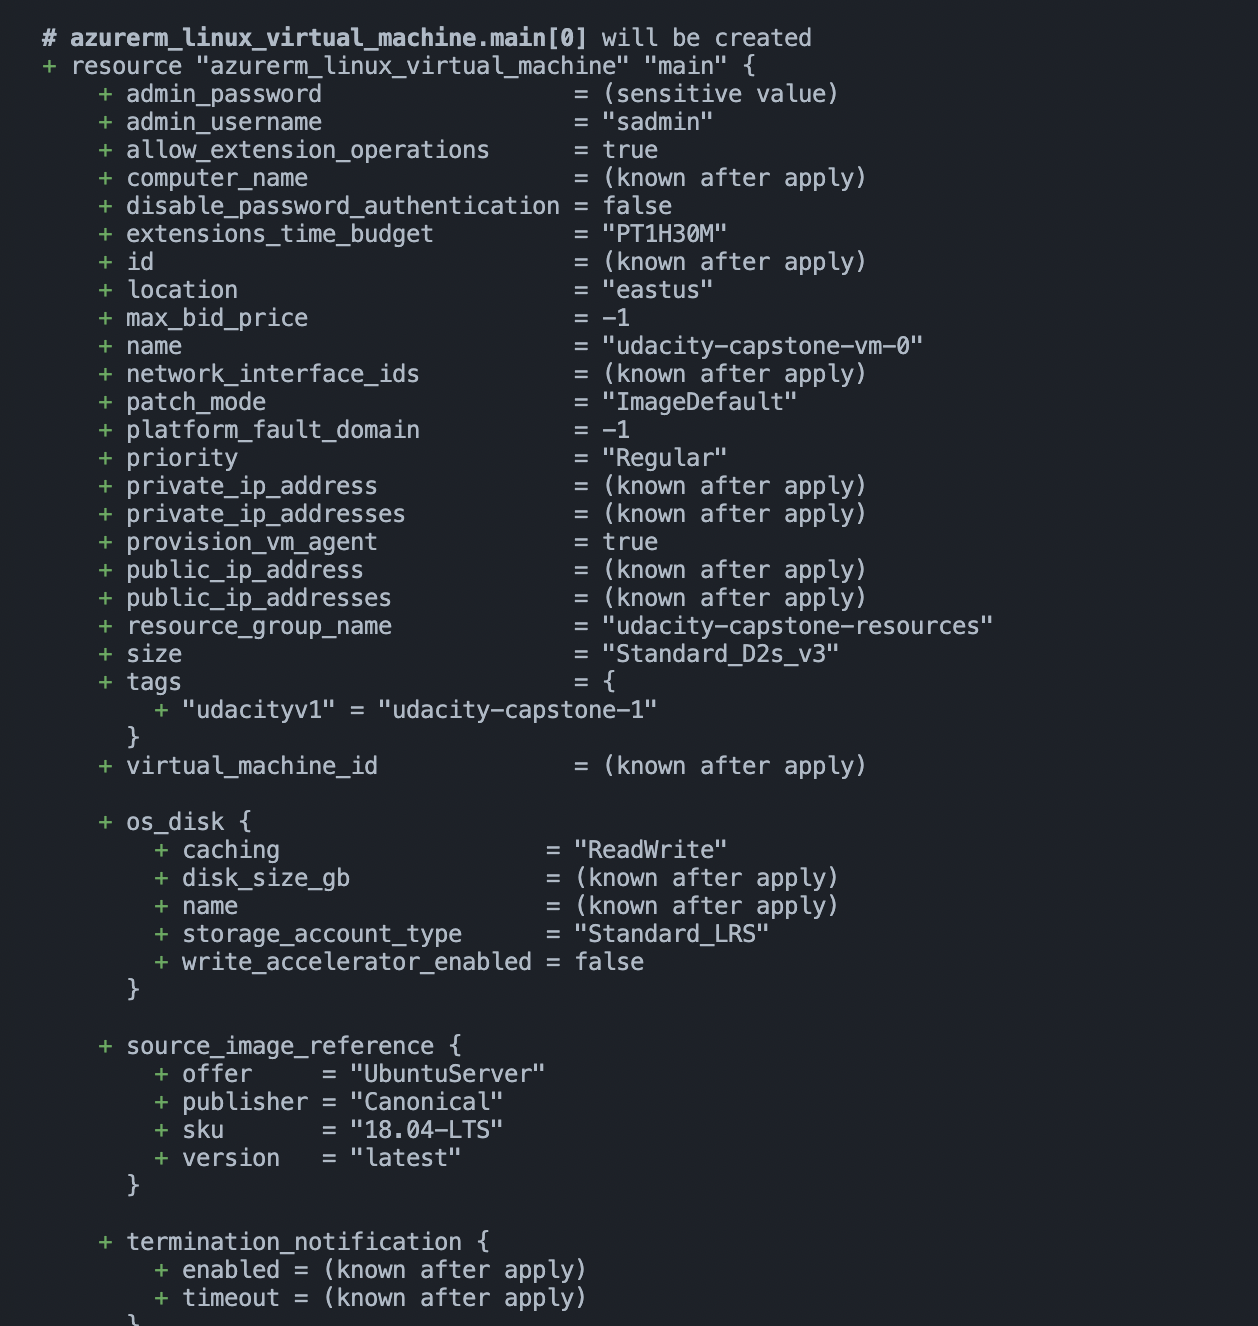 # azurerm_linux_virtual_machine.main[0] will be created
+ resource "azurerm_linux_virtual_machine" "main" {
+ admin_password = (sensitive value)
+ admin_username = "sadmin"
+ allow_extension_operations = true
+ computer_name = (known after apply)
+ disable_password_authentication = false
+ extensions_time_budget = "PT1H30M"
+ id = (known after apply)
+ location = "eastus"
+ max_bid_price = -1
+ name = "udacity-capstone-vm-0"
+ network_interface_ids = (known after apply)
+ patch_mode = "ImageDefault"
+ platform_fault_domain = -1
+ priority = "Regular"
+ private_ip_address = (known after apply)
+ private_ip_addresses = (known after apply)
+ provision_vm_agent = true
+ public_ip_address = (known after apply)
+ public_ip_addresses = (known after apply)
+ resource_group_name = "udacity-capstone-resources"
+ size = "Standard_D2s_v3"
+ tags = {
+ "udacityv1" = "udacity-capstone-1"
}
+ virtual_machine_id = (known after apply)
+ os_disk {
+ caching = "ReadWrite"
+ disk_size_gb = (known after apply)
+ name = (known after apply)
+ storage_account_type = "Standard_LRS"
+ write_accelerator_enabled = false
}
+ source_image_reference {
+ offer = "UbuntuServer"
+ publisher = "Canonical"
+ sku = "18.04-LTS"
+ version = "latest"
}
+ termination_notification {
+ enabled = (known after apply)
+ timeout = (known after apply)
}